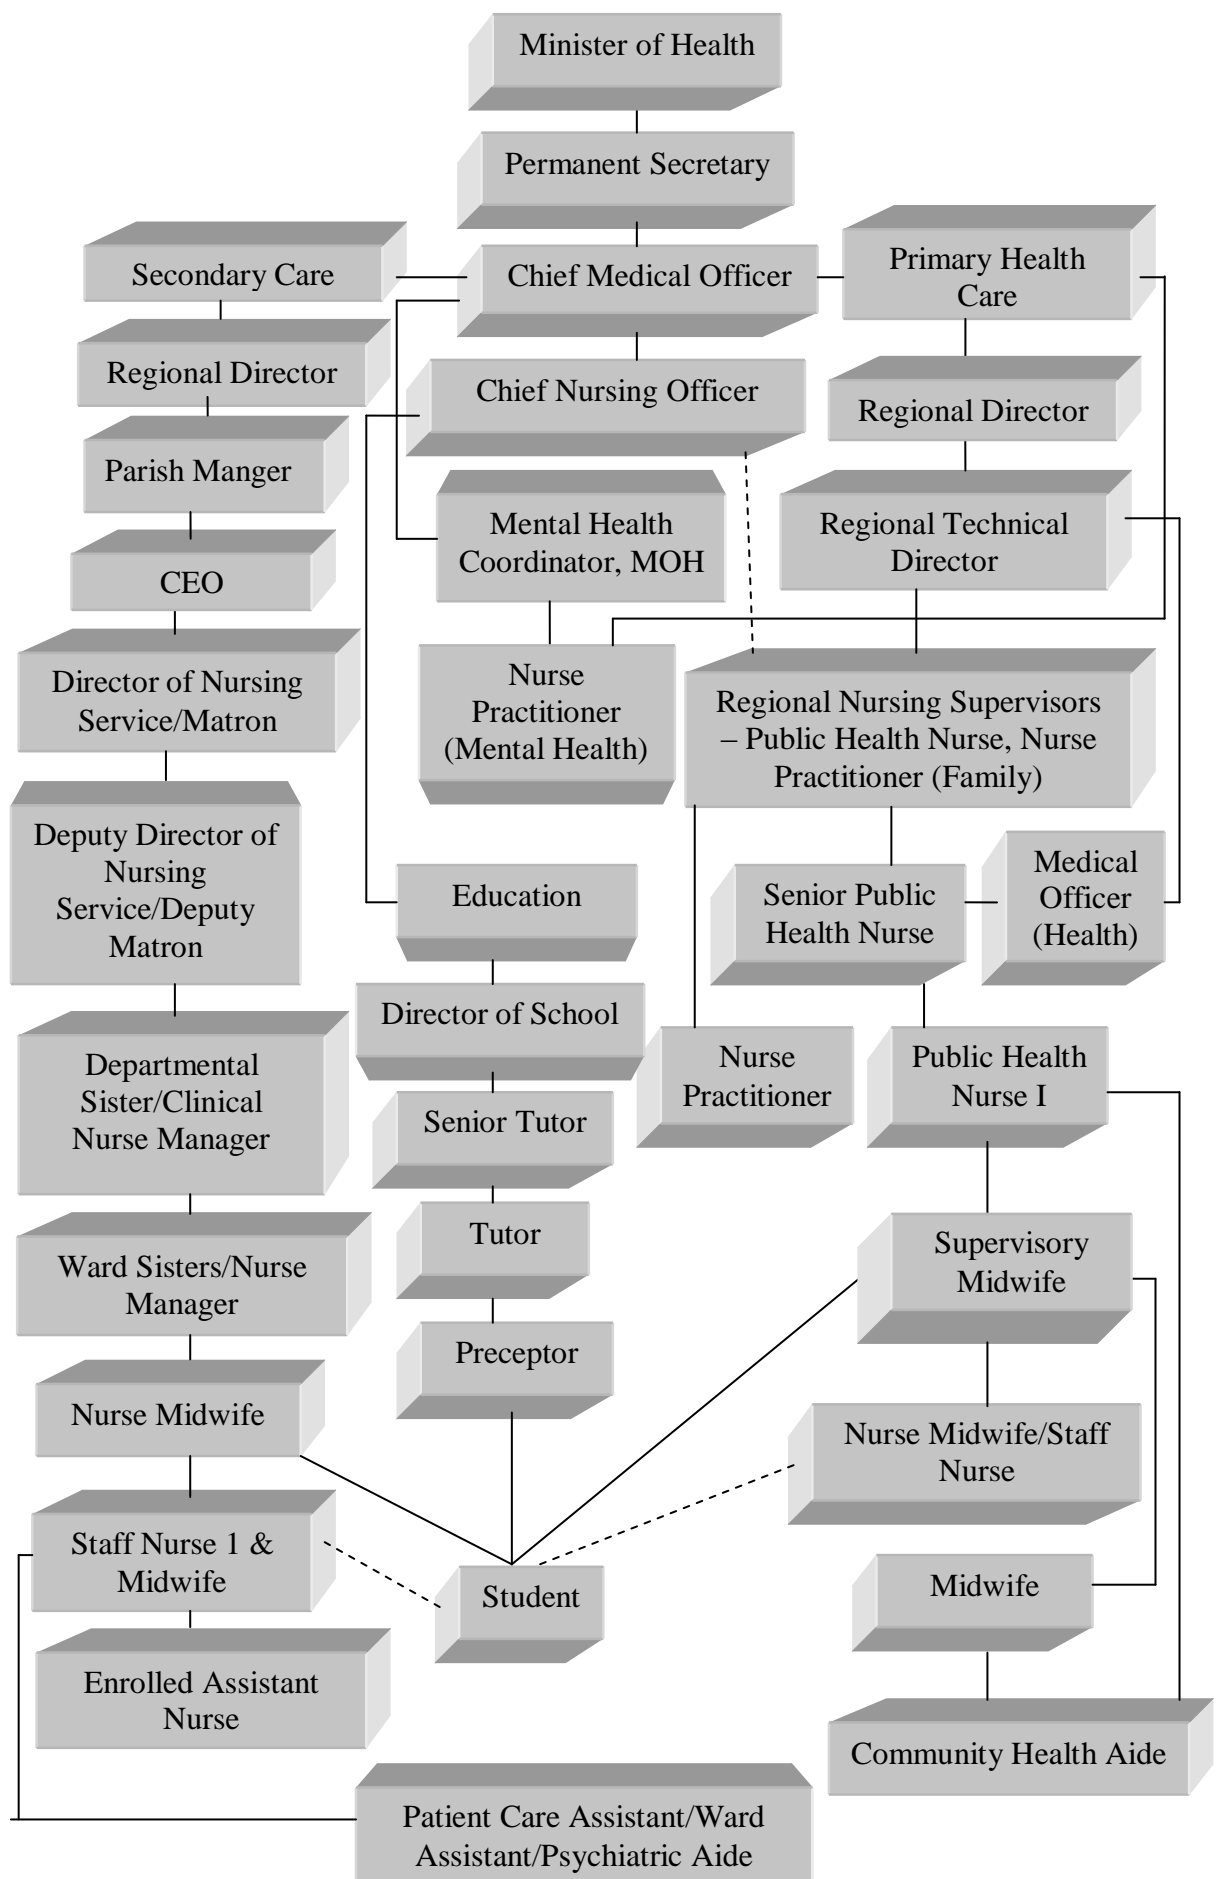 Minister of Health
Permanent Secretary
Secondary Care
Chief Medical Officer
Primary Health
Care
Regional Director
Chief Nursing Officer
Regional Director
Parish Manger
Mental Health
Coordinator, MOH
Regional Technical
Director
CEO
Director of Nursing
Service/Matron
Nurse
Practitioner
(Mental Health)
Regional Nursing Supervisors
– Public Health Nurse, Nurse
Practitioner (Family)
Deputy Director of
Nursing
Service/Deputy
Matron
Education
Senior Public
Health Nurse
Medical
Officer
(Health)
Director of School
Departmental
Sister/Clinical
Nurse Manager
Nurse
Practitioner
Public Health
Nurse I
Senior Tutor
Tutor
Ward Sisters/Nurse
Manager
Supervisory
Midwife
Preceptor
Nurse Midwife
Nurse Midwife/Staff
Nurse
Staff Nurse 1 &
Midwife
Student
Midwife
Enrolled Assistant
Nurse
Community Health Aide
Patient Care Assistant/Ward
Assistant/Psychiatric Aide